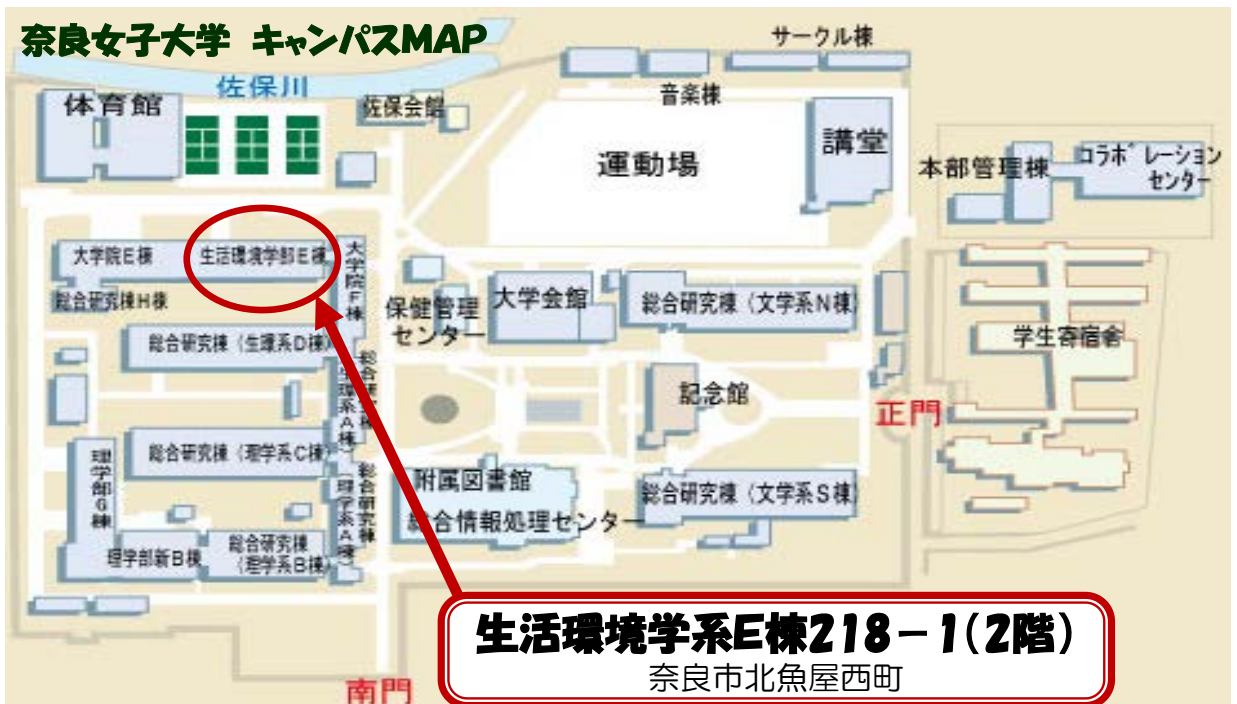 奈良女子大学 キャンパスMAP
サークル棟
佐保川
体育館
佐保会館
音楽棟
講堂
運動場
本部管理棟
コラボレーション
センター
大学院E棟
生活環境学部E棟
大学院F棟
総合研究棟H棟
保健管理
センター
大学会館
総合研究棟（文学系N棟）
学生寄宿舎
総合研究棟（生環系D棟）
総合研究棟
（生環系A棟）
記念館
正門
総合研究棟（理学系C棟）
理学部G棟
総合研究棟
（理学系A棟）
附属図書館
総合情報処理センター
総合研究棟（文学系S棟）
理学部新B棟
総合研究棟
（理学系B棟）
生活環境学系E棟218－1（2階）
奈良市北魚屋西町
南門